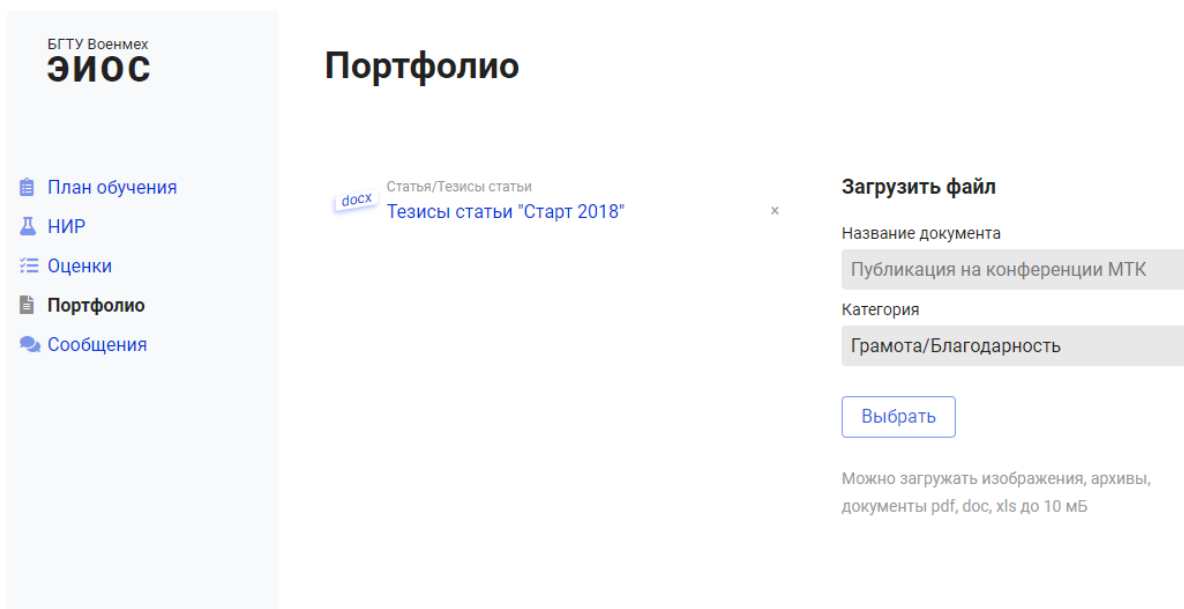 БГТУ Военмех
ЭИОС
План обучения
НИР
Оценки
Портфолио
Сообщения
Портфолио
docx
Статья/Тезисы статьи
Тезисы статьи "Старт 2018"
×
Загрузить файл
Название документа
Публикация на конференции МТК
Категория
Грамота/Благодарность
Выбрать
Можно загружать изображения, архивы,
документы pdf, doc, xls до 10 мБ